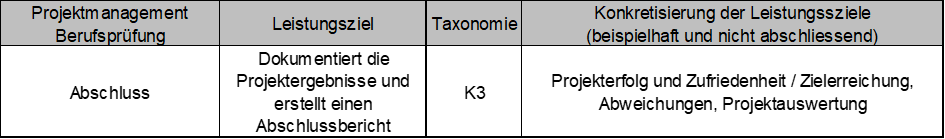 Projektmanagement
Berufsprüfung
Leistungsziel
Taxonomie
Konkretisierung der Leistungssziele
(beispielhaft und nicht abschliessend)
Abschluss
Dokumentiert die
Projektergebnisse und
erstellt einen
Abschlussbericht
K3
Projekterfolg und Zufriedenheit / Zielerreichung,
Abweichungen, Projektauswertung